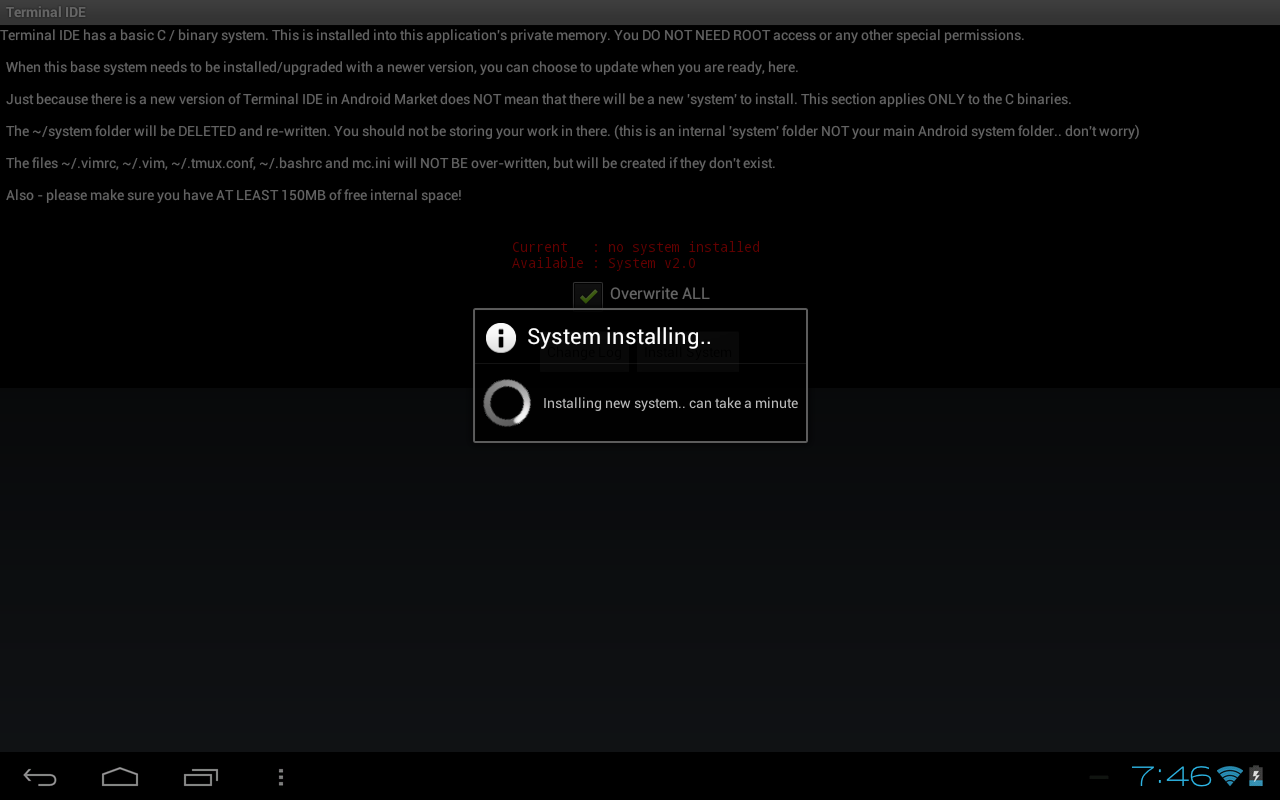 Terminal IDE
Terminal IDE has a basic C / binary system. This is installed into this application's private memory. You DO NOT NEED ROOT access or any other special permissions.
When this base system needs to be installed/upgraded with a newer version, you can choose to update when you are ready, here.
Just because there is a new version of Terminal IDE in Android Market does NOT mean that there will be a new 'system' to install. This section applies ONLY to the C binaries.
The ~/system folder will be DELETED and re-written. You should not be storing your work in there. (this is an internal 'system' folder NOT your main Android system folder.. don't worry)
The files ~/.vimrc, ~/.vim, ~/.tmux.conf, ~/.bashrc and mc.ini will NOT BE over-written, but will be created if they don't exist.
Also - please make sure you have AT LEAST 150MB of free internal space!
Current : no system installed
Available : System v2.0
Overwrite ALL
System installing..
Change Log Install System
Installing new system.. can take a minute
7:46